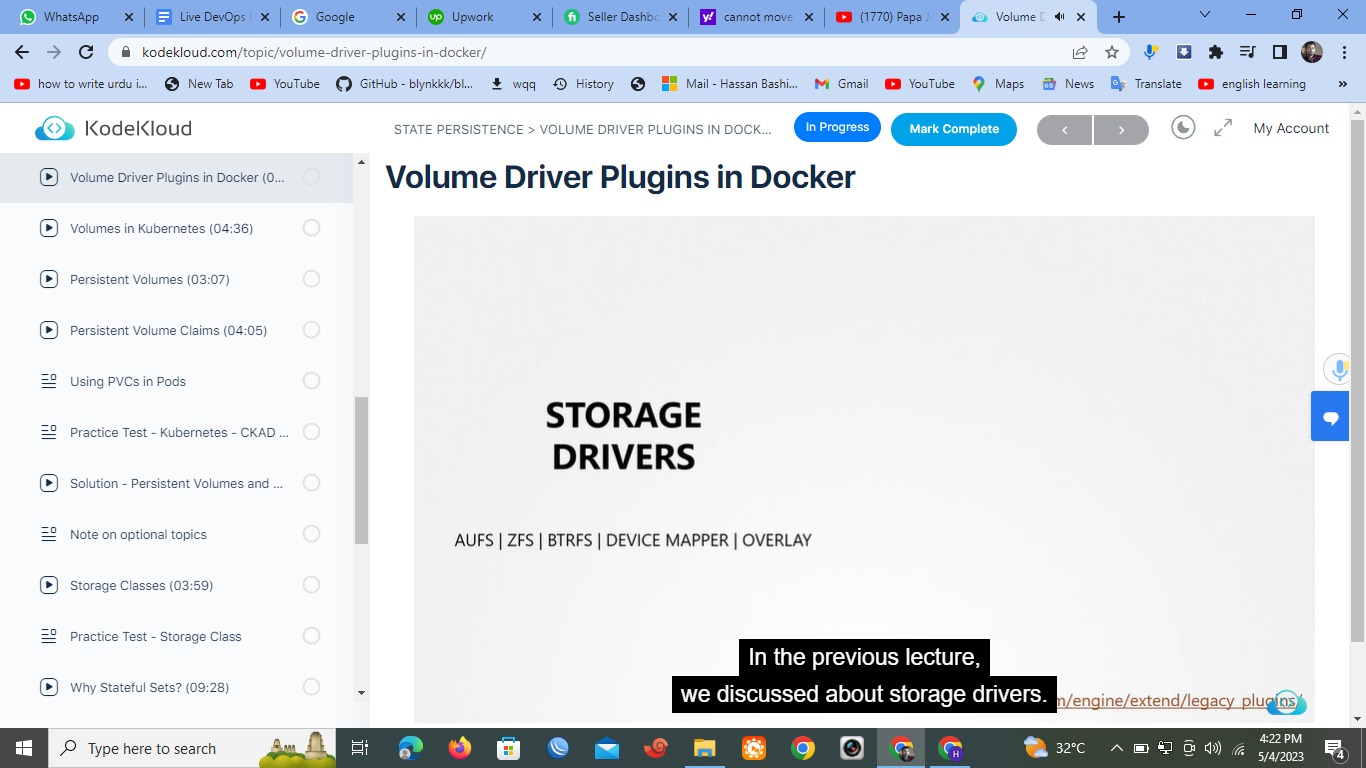 WhatsApp
Live DevOps
Google
Upwork
Seller Dashbo
cannot move
(1770) Papa J
Volume D
kodekloud.com/topic/volume-driver-plugins-in-docker/
how to write urdu i...
New Tab
YouTube
GitHub - blynkkk/bl...
wqq
History
Mail - Hassan Bashi...
Gmail
YouTube
Maps
News
Translate
english learning
»
KodeKloud
STATE PERSISTENCE > VOLUME DRIVER PLUGINS IN DOCK...
In Progress
Mark Complete
My Account
Volume Driver Plugins in Docker (0...
Volumes in Kubernetes (04:36)
Persistent Volumes (03:07)
Persistent Volume Claims (04:05)
Using PVCs in Pods
Practice Test - Kubernetes - CKAD ...
Solution - Persistent Volumes and ...
Note on optional topics
Storage Classes (03:59)
Practice Test - Storage Class
Why Stateful Sets? (09:28)
Volume Driver Plugins in Docker
STORAGE
DRIVERS
AUFS | ZFS | BTRFS | DEVICE MAPPER | OVERLAY
In the previous lecture,
we discussed about storage drivers.
m/engine/extend/legacy_plugins/
Type here to search
32°C
4:22 PM
5/4/2023
4